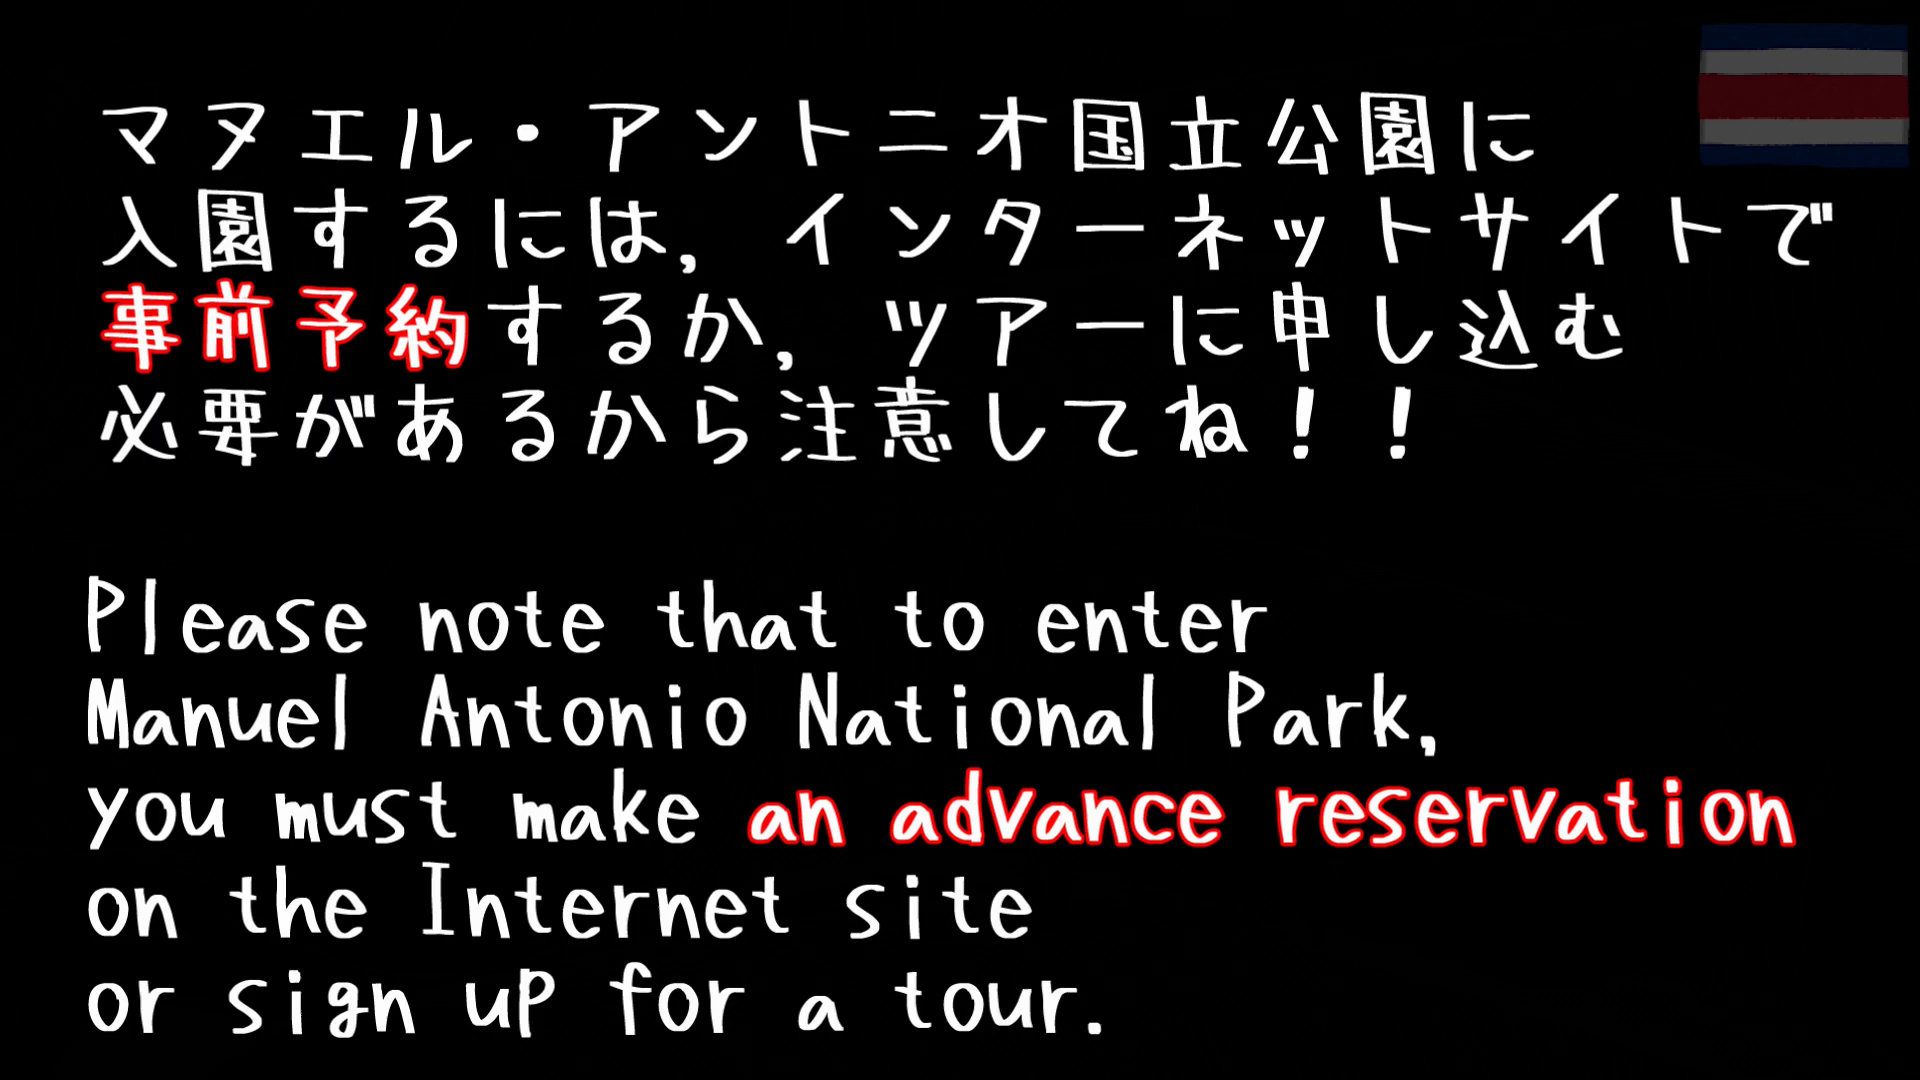 マヌエル・アントニオ国立公園に
入園するには，インターネットサイトで
事前予約するか，ツアーに申し込む
必要があるから注意してね！！
Please note that to enter
Manuel Antonio National Park,
you must make an advance reservation
on the Internet site
or sign up for a tour.